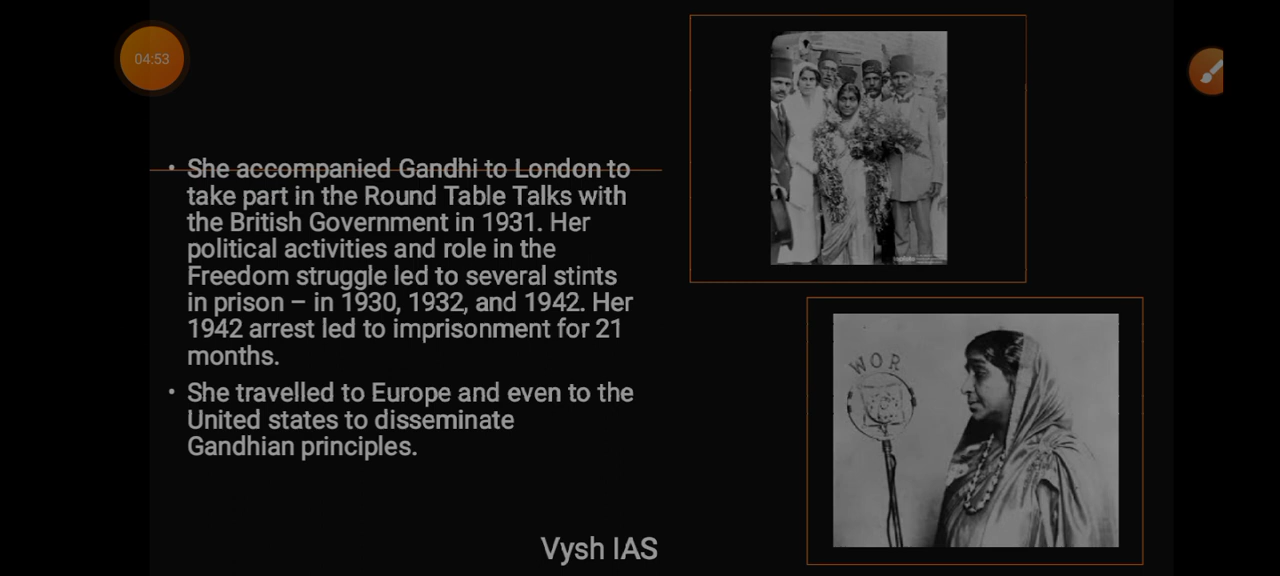 04:53
• She accompanied Gandhi to London to
take part in the Round Table Talks with
the British Government in 1931. Her
political activities and role in the
Freedom struggle led to several stints
in prison – in 1930, 1932, and 1942. Her
1942 arrest led to imprisonment for 21
months.
• She travelled to Europe and even to the
United states to disseminate
Gandhian principles.
WOR
Vysh IAS